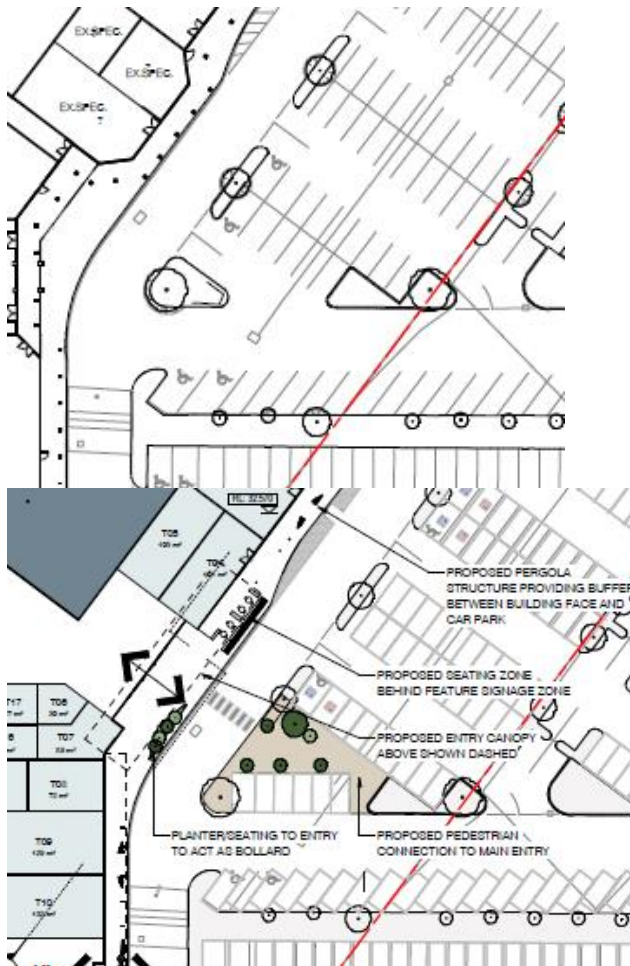 EX.SPEC.
EX.SPEC.
EX.SPEC.
T05
T04
PROPOSED PERGOLA
STRUCTURE PROVIDING BUFFER
BETWEEN BUILDING FACE AND
CAR PARK
PROPOSED SEATING ZONE
BEHIND FEATURE SIGNAGE ZONE
T17
T06
T07
PROPOSED ENTRY CANOPY
ABOVE SHOWN DASHED
T09
PLANTER/SEATING TO ENTRY
TO ACT AS BOLLARD
PROPOSED PEDESTRIAN
CONNECTION TO MAIN ENTRY
T10